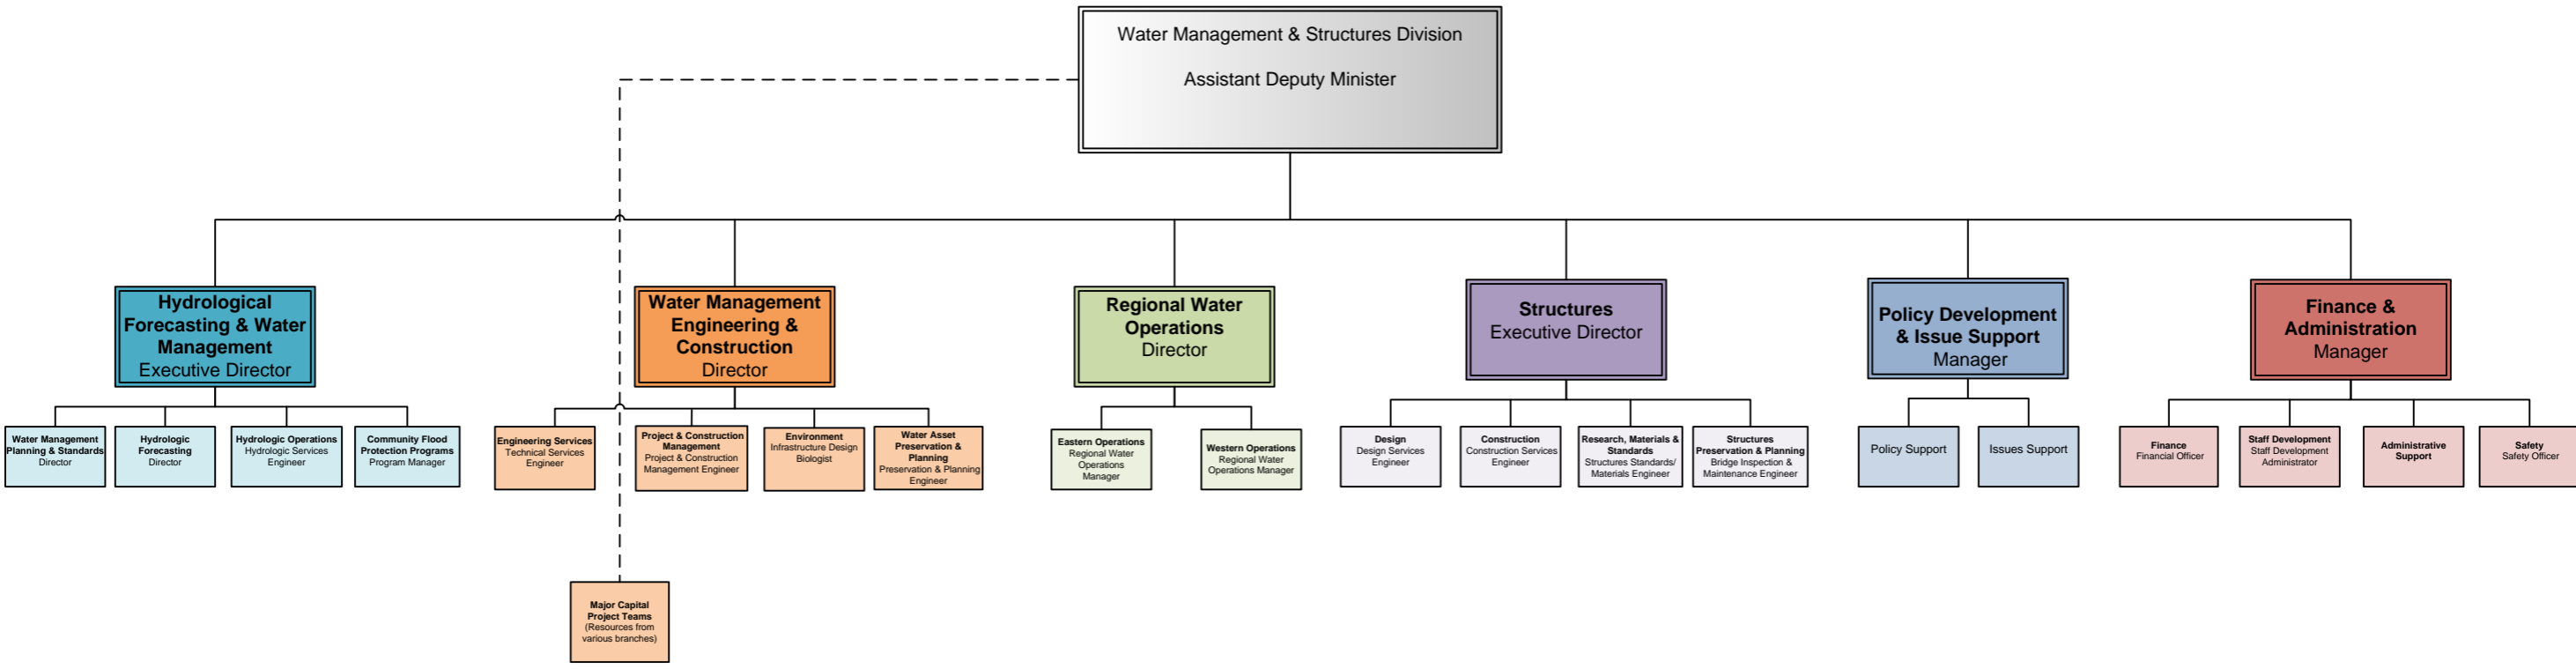 Water Management & Structures Division
Assistant Deputy Minister
Hydrological
Forecasting & Water
Management
Executive Director
Water Management
Engineering &
Construction
Director
Regional Water
Operations
Director
Structures
Executive Director
Policy Development
& Issue Support
Manager
Finance &
Administration
Manager
Water Management
Planning & Standards
Director
Hydrologic
Forecasting
Director
Hydrologic Operations
Hydrologic Services
Engineer
Community Flood
Protection Programs
Program Manager
Engineering Services
Technical Services
Engineer
Project & Construction
Management
Project & Construction
Management Engineer
Environment
Infrastructure Design
Biologist
Water Asset
Preservation &
Planning
Preservation & Planning
Engineer
Eastern Operations
Regional Water
Operations
Manager
Western Operations
Regional Water
Operations Manager
Design
Design Services
Engineer
Construction
Construction Services
Engineer
Research, Materials &
Standards
Structures Standards/
Materials Engineer
Structures
Preservation & Planning
Bridge Inspection &
Maintenance Engineer
Policy Support
Issues Support
Finance
Financial Officer
Staff Development
Staff Development
Administrator
Administrative
Support
Safety
Safety Officer
Major Capital
Project Teams
(Resources from
various branches)